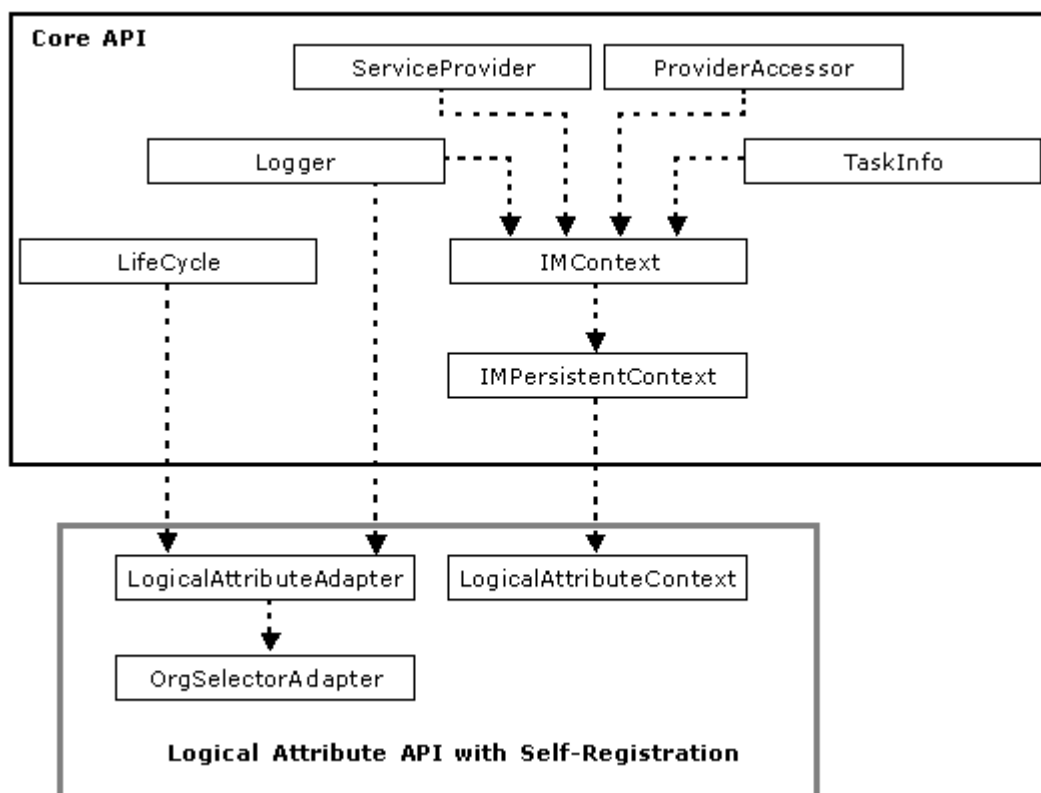 Core API
ServiceProvider
ProviderAccessor
Logger
TaskInfo
LifeCycle
IMContext
IMPersistentContext
LogicalAttributeAdapter
LogicalAttributeContext
OrgSelectorAdapter
Logical Attribute API with Self-Registration